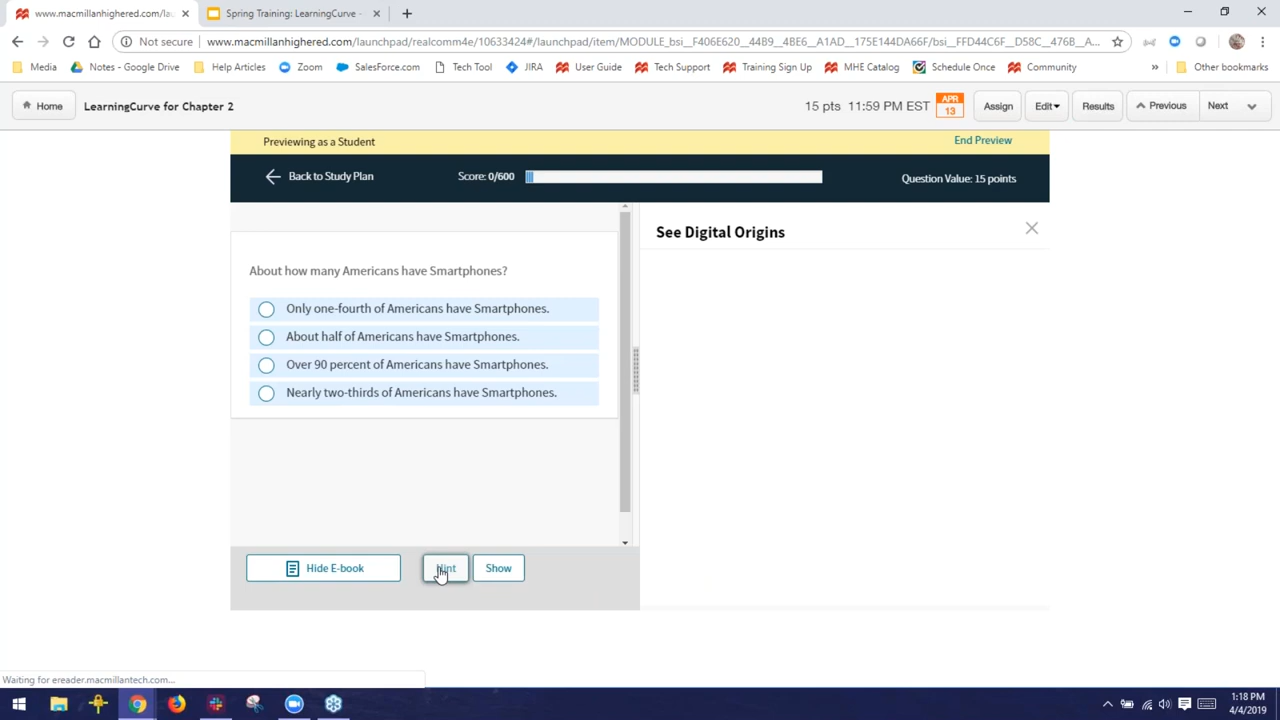 www.macmillanhighered.com/la
Spring Training: LearningCurve -
Not secure
www.macmillanhighered.com/launchpad/realcomm4e/10633424#/launchpad/item/MODULE_bsi__F406E620__44B9__4BE6__A1AD__175E144DA66F/bsi__FFD44C6F__D58C__476B__A...
Media
Notes - Google Drive
Help Articles
Zoom
SalesForce.com
Tech Tool
JIRA
User Guide
Tech Support
Training Sign Up
MHE Catalog
Schedule Once
Community
»
Other bookmarks
Home
LearningCurve for Chapter 2
15 pts 11:59 PM EST
APR
13
Assign
Edit
Results
Previous
Next
Previewing as a Student
End Preview
Back to Study Plan
Score: 0/600
Question Value: 15 points
See Digital Origins
About how many Americans have Smartphones?
Only one-fourth of Americans have Smartphones.
About half of Americans have Smartphones.
Over 90 percent of Americans have Smartphones.
Nearly two-thirds of Americans have Smartphones.
Hide E-book
Hint
Show
Waiting for ereader.macmillantech.com...
1:18 PM
4/4/2019